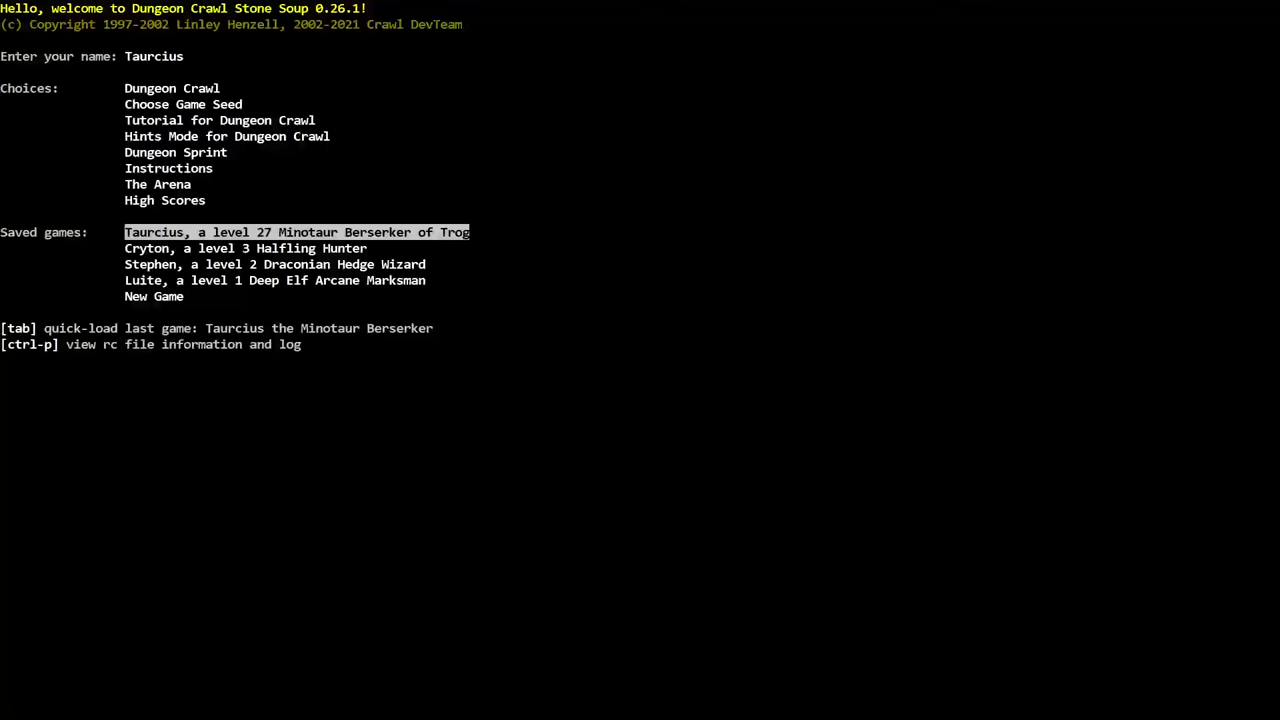 Hello, welcome to Dungeon Crawl Stone Soup 0.26.1!
(c) Copyright 1997-2002 Linley Henzell, 2002-2021 Crawl DevTeam
Enter your name: Taurcius
Choices: Dungeon Crawl
Choose Game Seed
Tutorial for Dungeon Crawl
Hints Mode for Dungeon Crawl
Dungeon Sprint
Instructions
The Arena
High Scores
Saved games: Taurcius, a level 27 Minotaur Berserker of Trog
Cryton, a level 3 Halfling Hunter
Stephen, a level 2 Draconian Hedge Wizard
Luite, a level 1 Deep Elf Arcane Marksman
New Game
[tab] quick-load last game: Taurcius the Minotaur Berserker
[ctrl-p] view rc file information and log